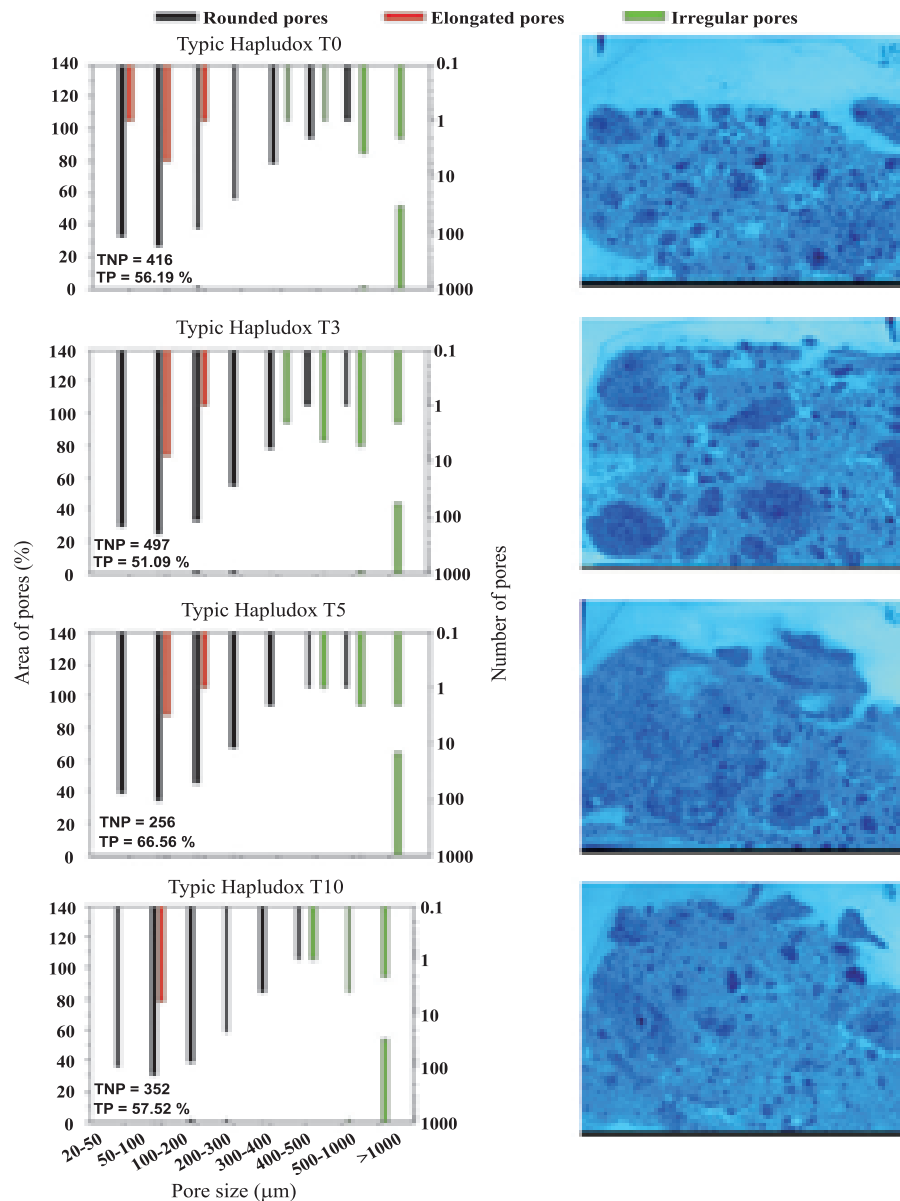 Rounded pores Elongated pores Irregular pores
Typic Hapludox T0
140 0.1
120
100 1
80
60 10
40 100
20
0 1000
TNP = 416
TP = 56.19 %
Typic Hapludox T3
140 0.1
120
100 1
80 10
60
40 100
20
0 1000
TNP = 497
TP = 51.09 %
Area of pores (%)
Number of pores
Typic Hapludox T5
140 0.1
120
100 1
80
60 10
40 100
20
0 1000
TNP = 256
TP = 66.56 %
Typic Hapludox T10
140 0.1
120
100 1
80
60 10
40 100
20
0 1000
TNP = 352
TP = 57.52 %
20-50 50-100 100-200 200-300 300-400 400-500 500-1000 >1000
Pore size (µm)